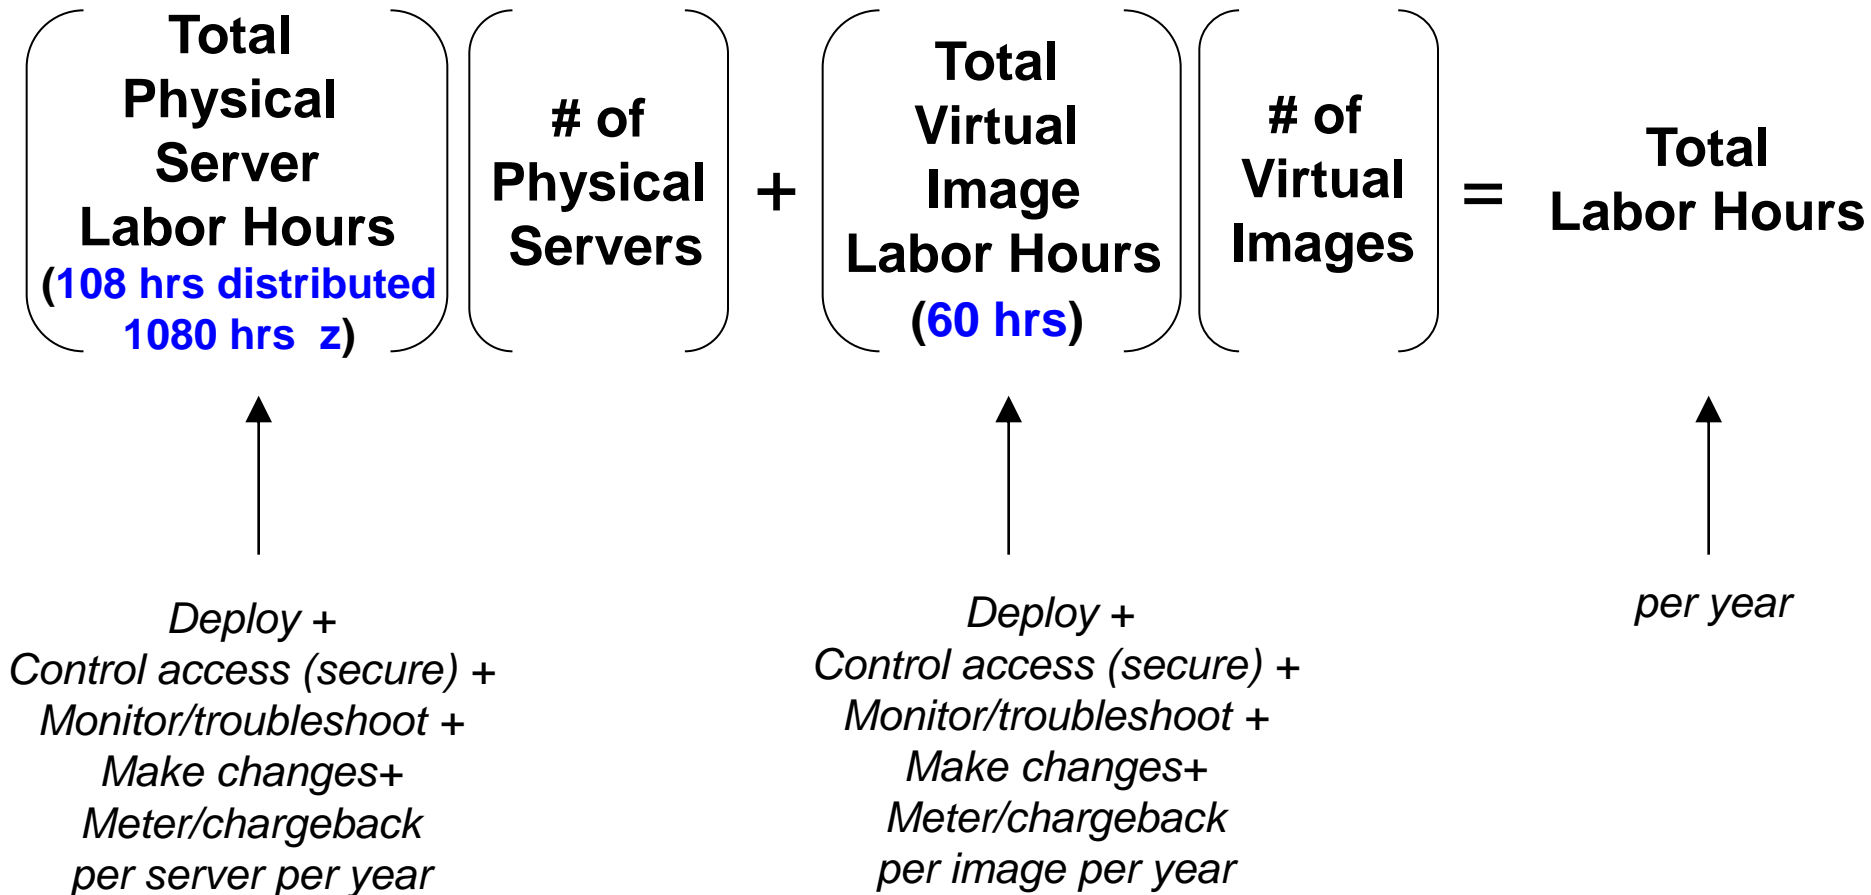 Total
Physical
Server
Labor Hours
(108 hrs distributed
1080 hrs  z)
# of
Physical
Servers
+
Total
Virtual
Image
Labor Hours
(60 hrs)
# of
Virtual
Images
=
Total
Labor Hours
Deploy +
Control access (secure) +
Monitor/troubleshoot +
Make changes+
Meter/chargeback
per server per year
Deploy +
Control access (secure) +
Monitor/troubleshoot +
Make changes+
Meter/chargeback
per image per year
per year